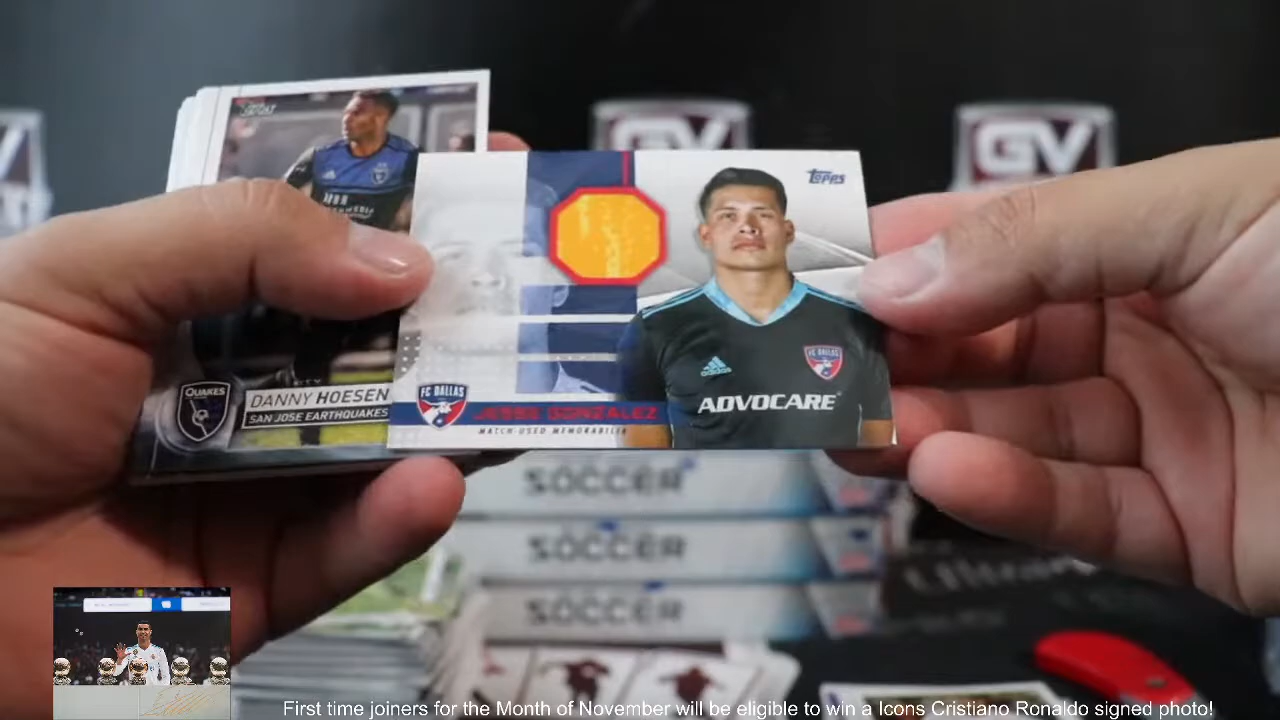 GV
GV
Topps
QUAKES
DANNY HOESEN
SAN JOSE EARTHQUAKES
FC DALLAS
JESSE GONZALEZ
MATCH-USED MEMORABILIA
adidas
FC DALLAS
ADVOCARE
SOCCER
SOCCER
SOCCER
First time joiners for the Month of November will be eligible to win a Icons Cristiano Ronaldo signed photo!